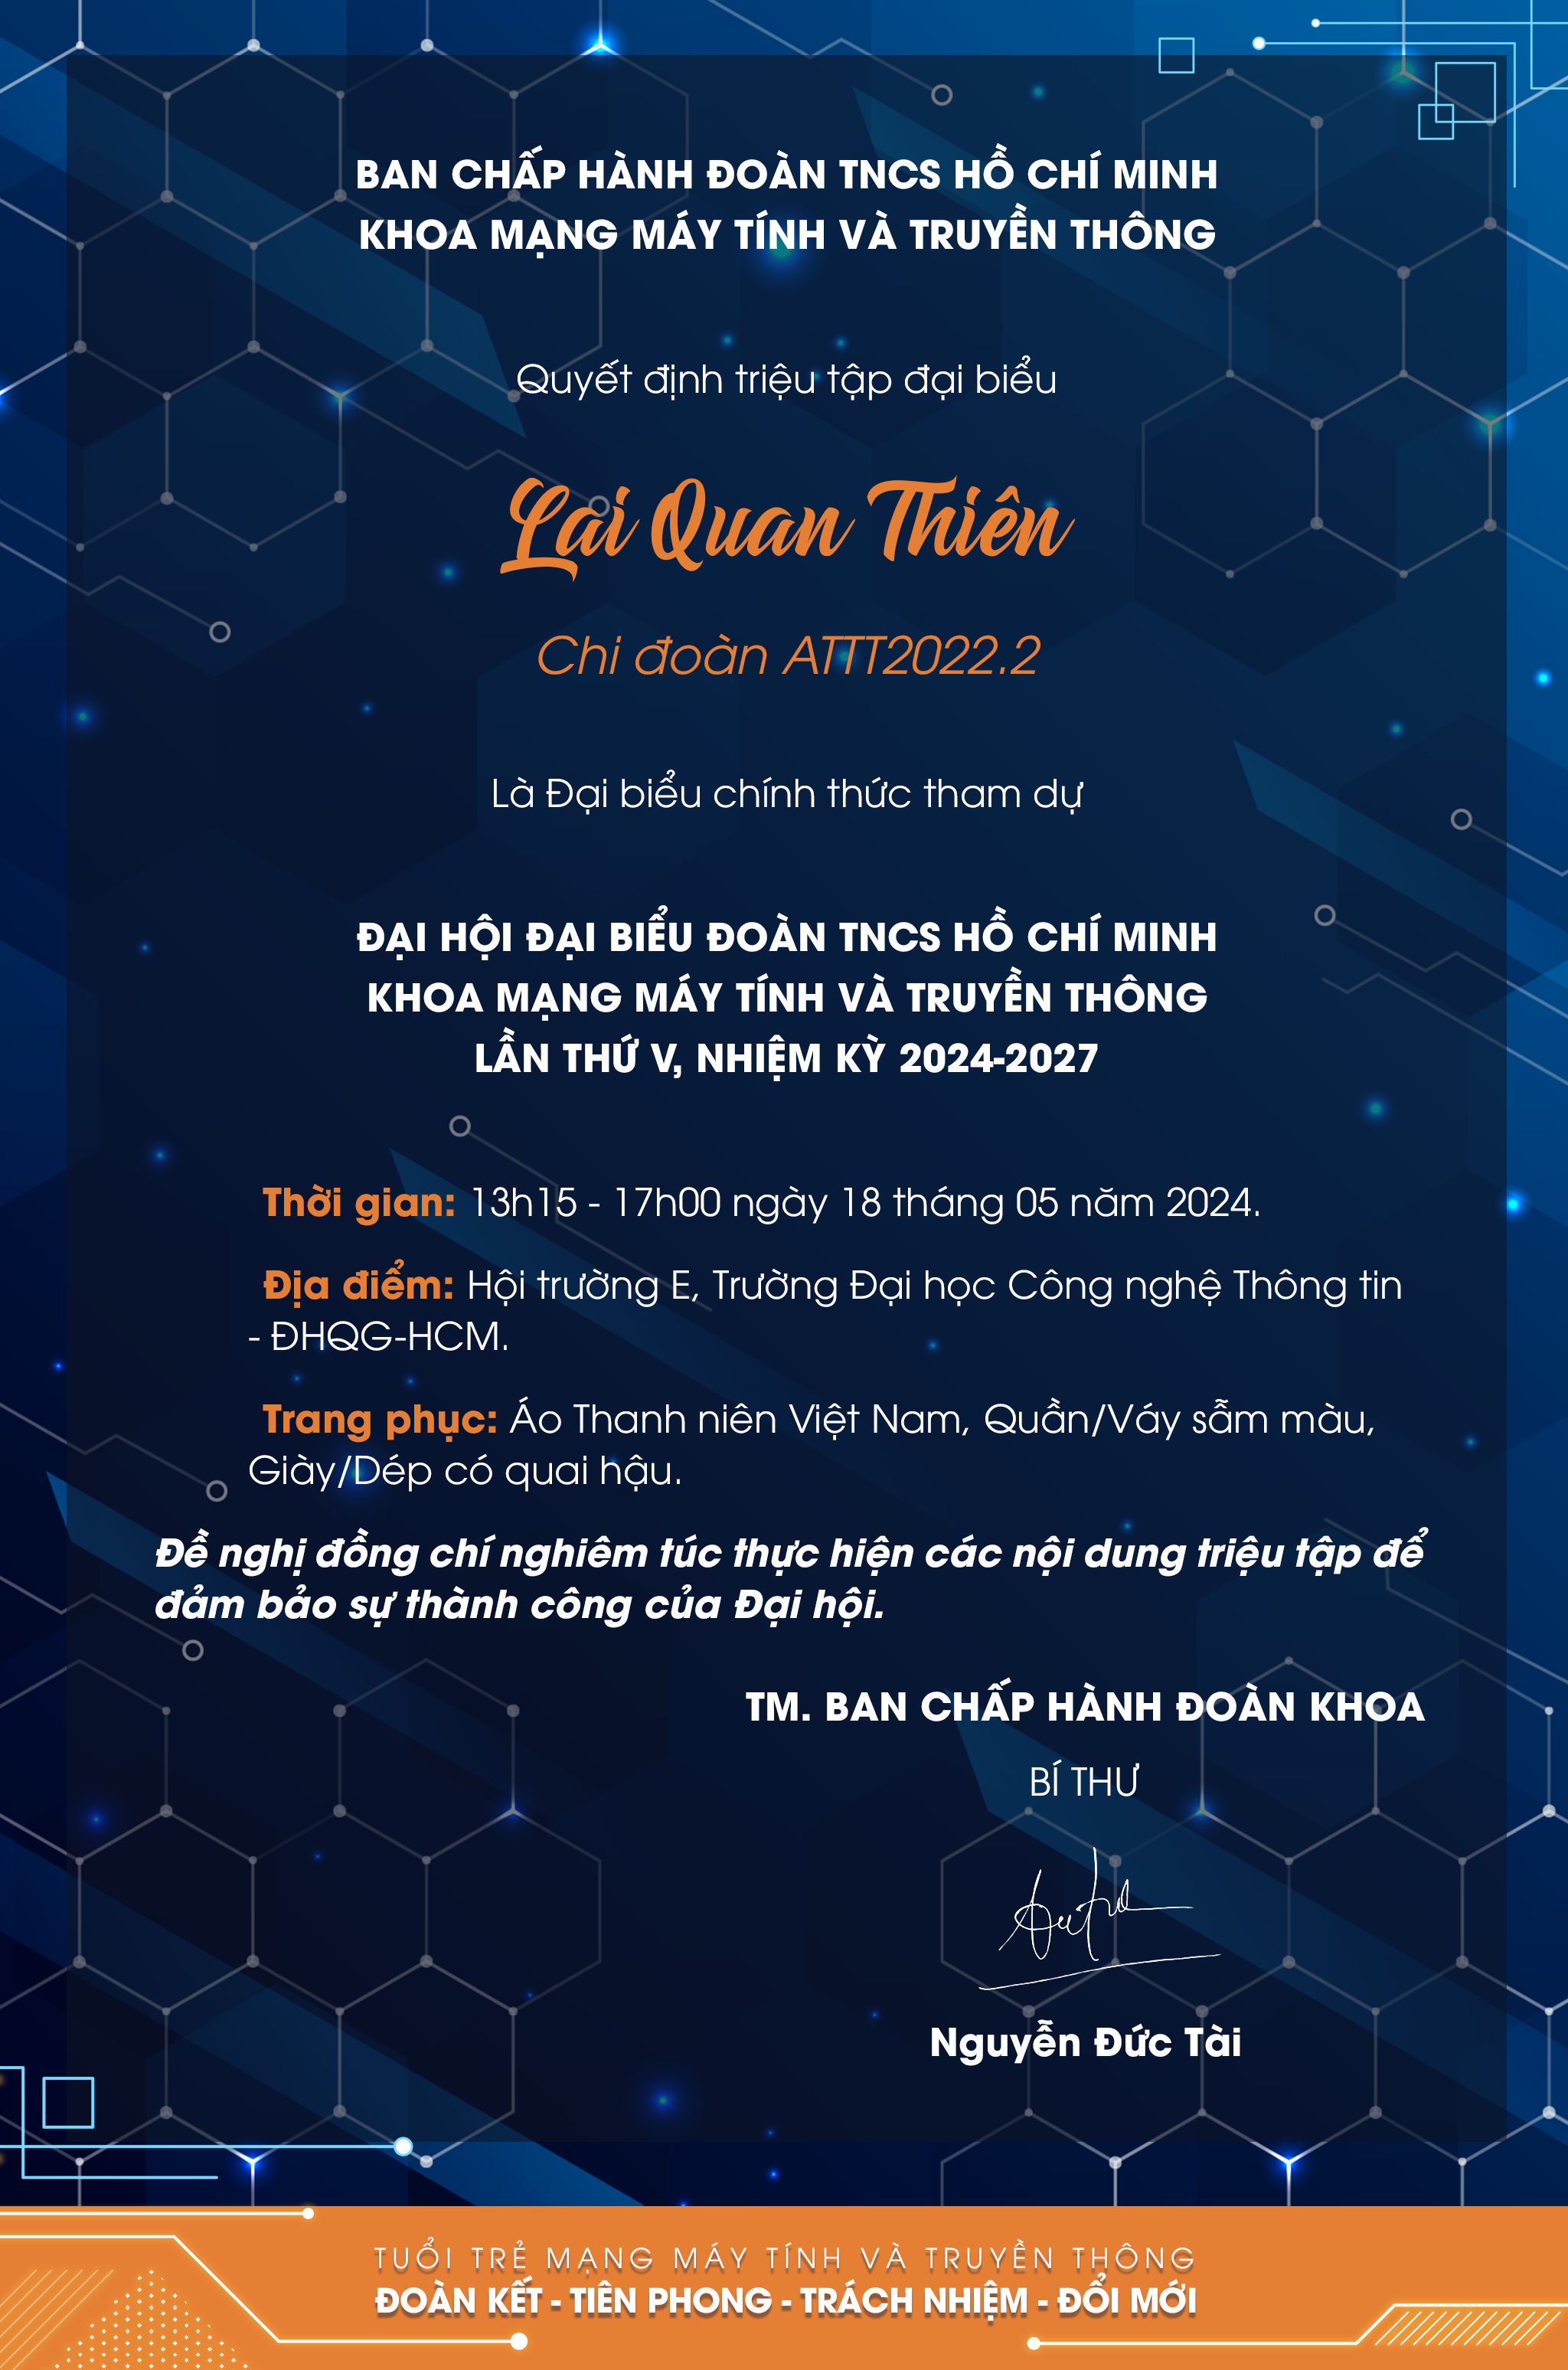 BAN CHẤP HÀNH ĐOÀN TNCS HỒ CHÍ MINH
KHOA MẠNG MÁY TÍNH VÀ TRUYỀN THÔNG
Quyết định triệu tập đại biểu
Lai Quan Thiên
Chi đoàn ATTT2022.2
Là Đại biểu chính thức tham dự
ĐẠI HỘI ĐẠI BIỂU ĐOÀN TNCS HỒ CHÍ MINH
KHOA MẠNG MÁY TÍNH VÀ TRUYỀN THÔNG
LẦN THỨ V, NHIỆM KỲ 2024-2027
Thời gian: 13h15 - 17h00 ngày 18 tháng 05 năm 2024.
Địa điểm: Hội trường E, Trường Đại học Công nghệ Thông tin
- ĐHQG-HCM.
Trang phục: Áo Thanh niên Việt Nam, Quần/Váy sẫm màu,
Giày/Dép có quai hậu.
Đề nghị đồng chí nghiêm túc thực hiện các nội dung triệu tập để
đảm bảo sự thành công của Đại hội.
TM. BAN CHẤP HÀNH ĐOÀN KHOA
BÍ THƯ
Nguyễn Đức Tài
TUỔI TRẺ MẠNG MÁY TÍNH VÀ TRUYỀN THÔNG
ĐOÀN KẾT - TIÊN PHONG - TRÁCH NHIỆM - ĐỔI MỚI